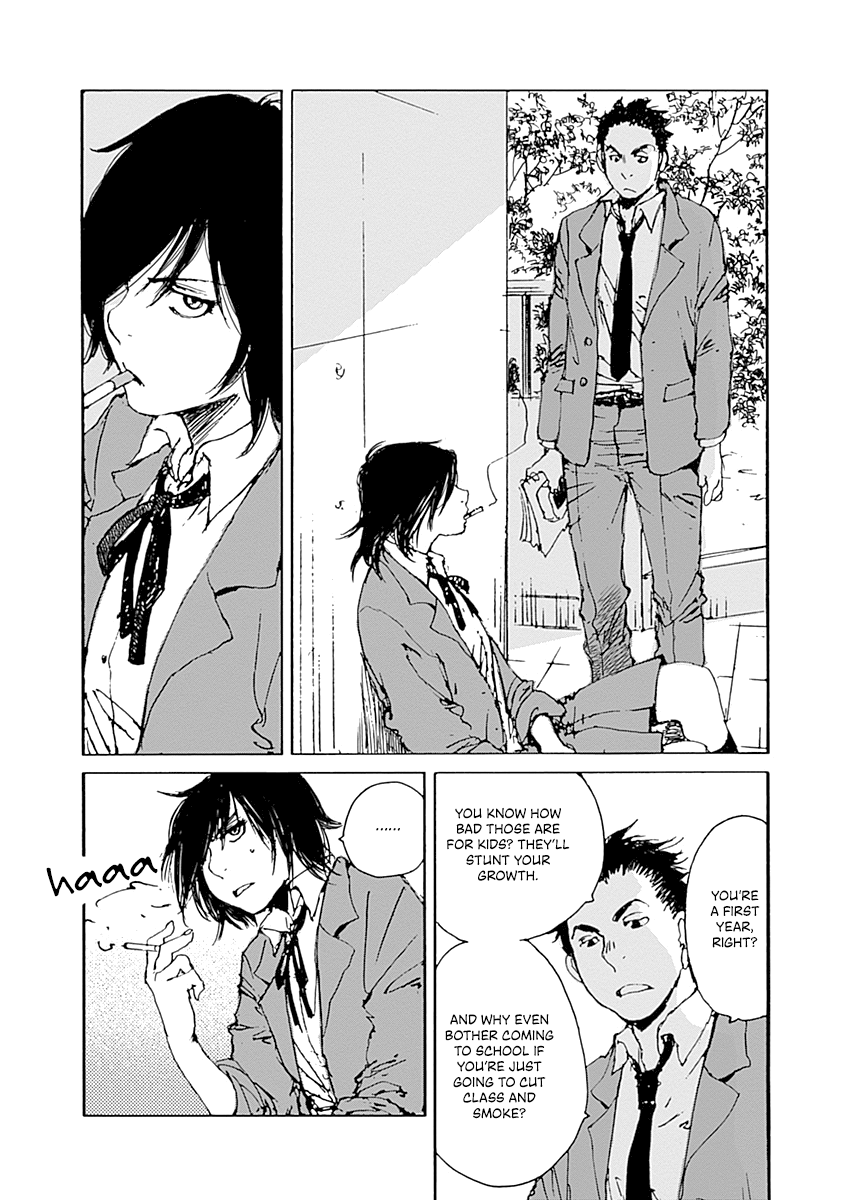 YOU'RE
A FIRST
YEAR,
RIGHT?
YOU KNOW HOW
BAD THOSE ARE
FOR KIDS? THEY'LL
STUNT YOUR
GROWTH.
AND WHY EVEN
BOTHER COMING
TO SCHOOL IF
YOU'RE JUST
GOING TO CUT
CLASS AND
SMOKE?
......
haaa